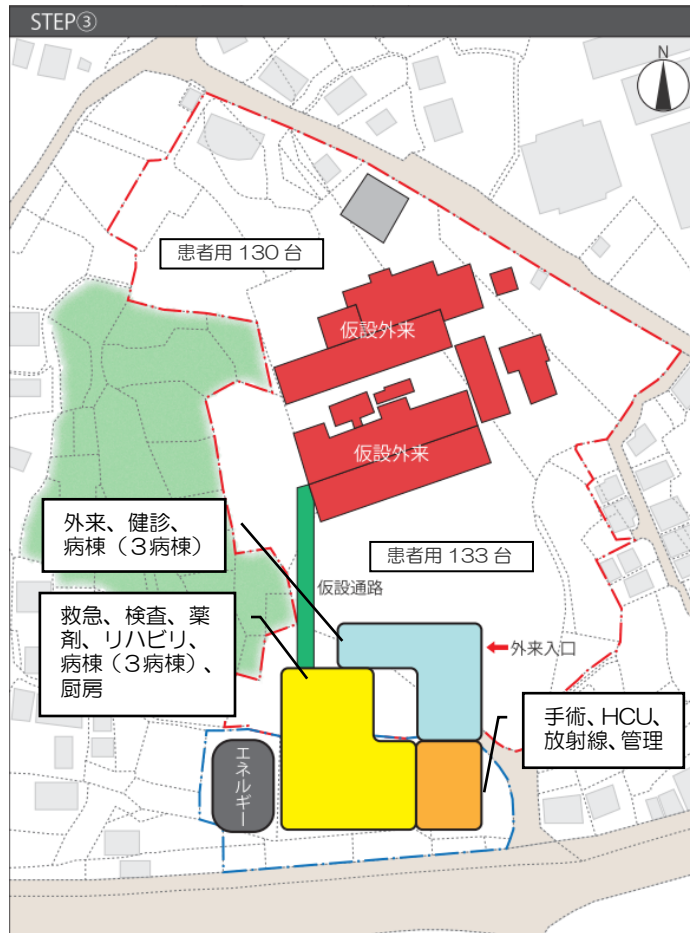 STEP③
N
患者用 130 台
仮設外来
仮設外来
外来、健診、
病棟（３病棟）
患者用 133 台
仮設通路
救急、検査、薬
剤、リハビリ、
病棟（３病棟）、
厨房
外来入口
手術、HCU、
放射線、管理
エネルギー